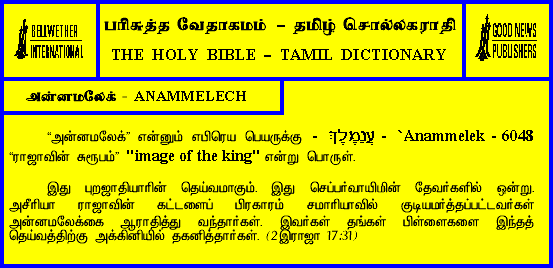 BELLWETHER
INTERNATIONAL
பரிசுத்த வேதாகமம் – தமிழ் சொல்லகராதி
THE HOLY BIBLE – TAMIL DICTIONARY
GOOD NEWS
PUBLISHERS
அன்னமலேக் - ANAMMELECH
“அன்னமலேக்” என்னும் எபிரெய பெயருக்கு - עֲנַמֶּלֶךְ - `Anammelek - 6048
“ராஜாவின் சுரூபம்” "image of the king" என்று பொருள்.
இது புறஜாதியாரின் தெய்வமாகும். இது செப்பர்வாயிமின் தேவர்களில் ஒன்று.
அசீரியா ராஜாவின் கட்டளைப் பிரகாரம் சமாரியாவில் குடியமர்த்தப்பட்டவர்கள்
அன்னமலேக்கை ஆராதித்து வந்தார்கள். இவர்கள் தங்கள் பிள்ளைகளை இந்தத்
தெய்வத்திற்கு அக்கினியில் தகனித்தார்கள். (2இராஜா 17:31)